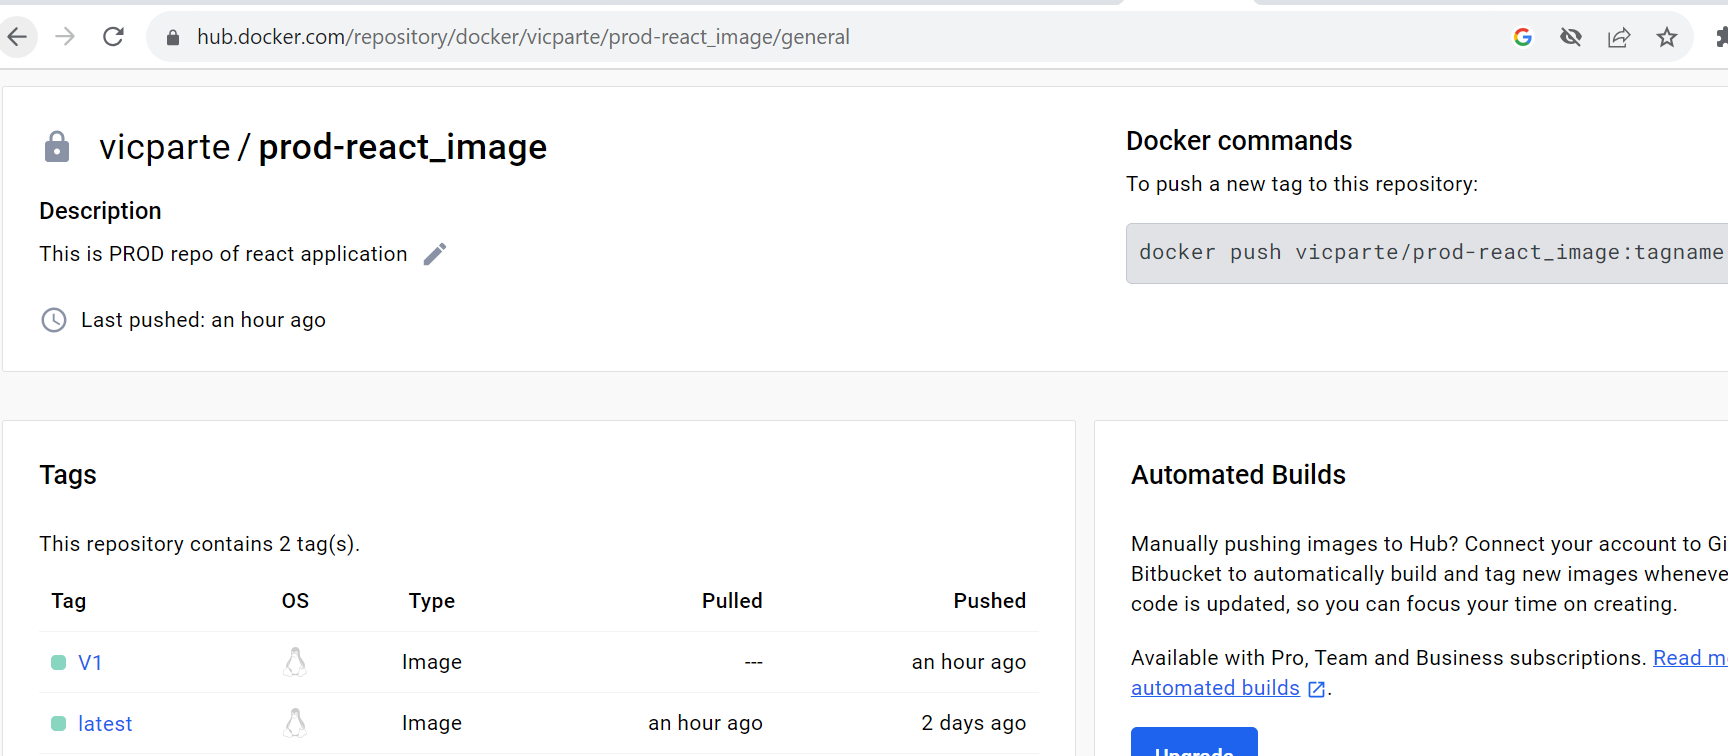 hub.docker.com/repository/docker/vicparte/prod-react_image/general
vicparte / prod-react_image
Description
This is PROD repo of react application
Last pushed: an hour ago
Docker commands
To push a new tag to this repository:
docker push vicparte/prod-react_image:tagname
Tags
This repository contains 2 tag(s).
Tag OS Type Pulled Pushed
V1 Image --- an hour ago
latest Image an hour ago 2 days ago
Automated Builds
Manually pushing images to Hub? Connect your account to
Bitbucket to automatically build and tag new images
code is updated, so you can focus your time on creating.
Available with Pro, Team and Business subscriptions. Read
automated builds .
Upgrade